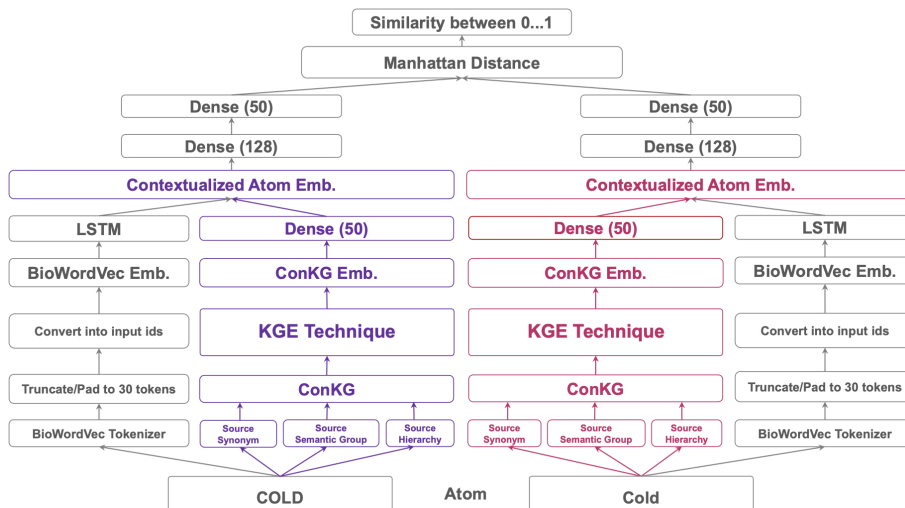 Similarity between 0...1
Manhattan Distance
Dense (50)
Dense (50)
Dense (128)
Dense (128)
Contextualized Atom Emb.
Contextualized Atom Emb.
LSTM
Dense (50)
Dense (50)
LSTM
BioWordVec Emb.
ConKG Emb.
ConKG Emb.
BioWordVec Emb.
Convert into input ids
KGE Technique
KGE Technique
Convert into input ids
Truncate/Pad to 30 tokens
ConKG
ConKG
Truncate/Pad to 30 tokens
BioWordVec Tokenizer
Source
Synonym
Source
Semantic Group
Source
Hierarchy
Source
Synonym
Source
Semantic Group
Source
Hierarchy
BioWordVec Tokenizer
COLD
Atom
Cold